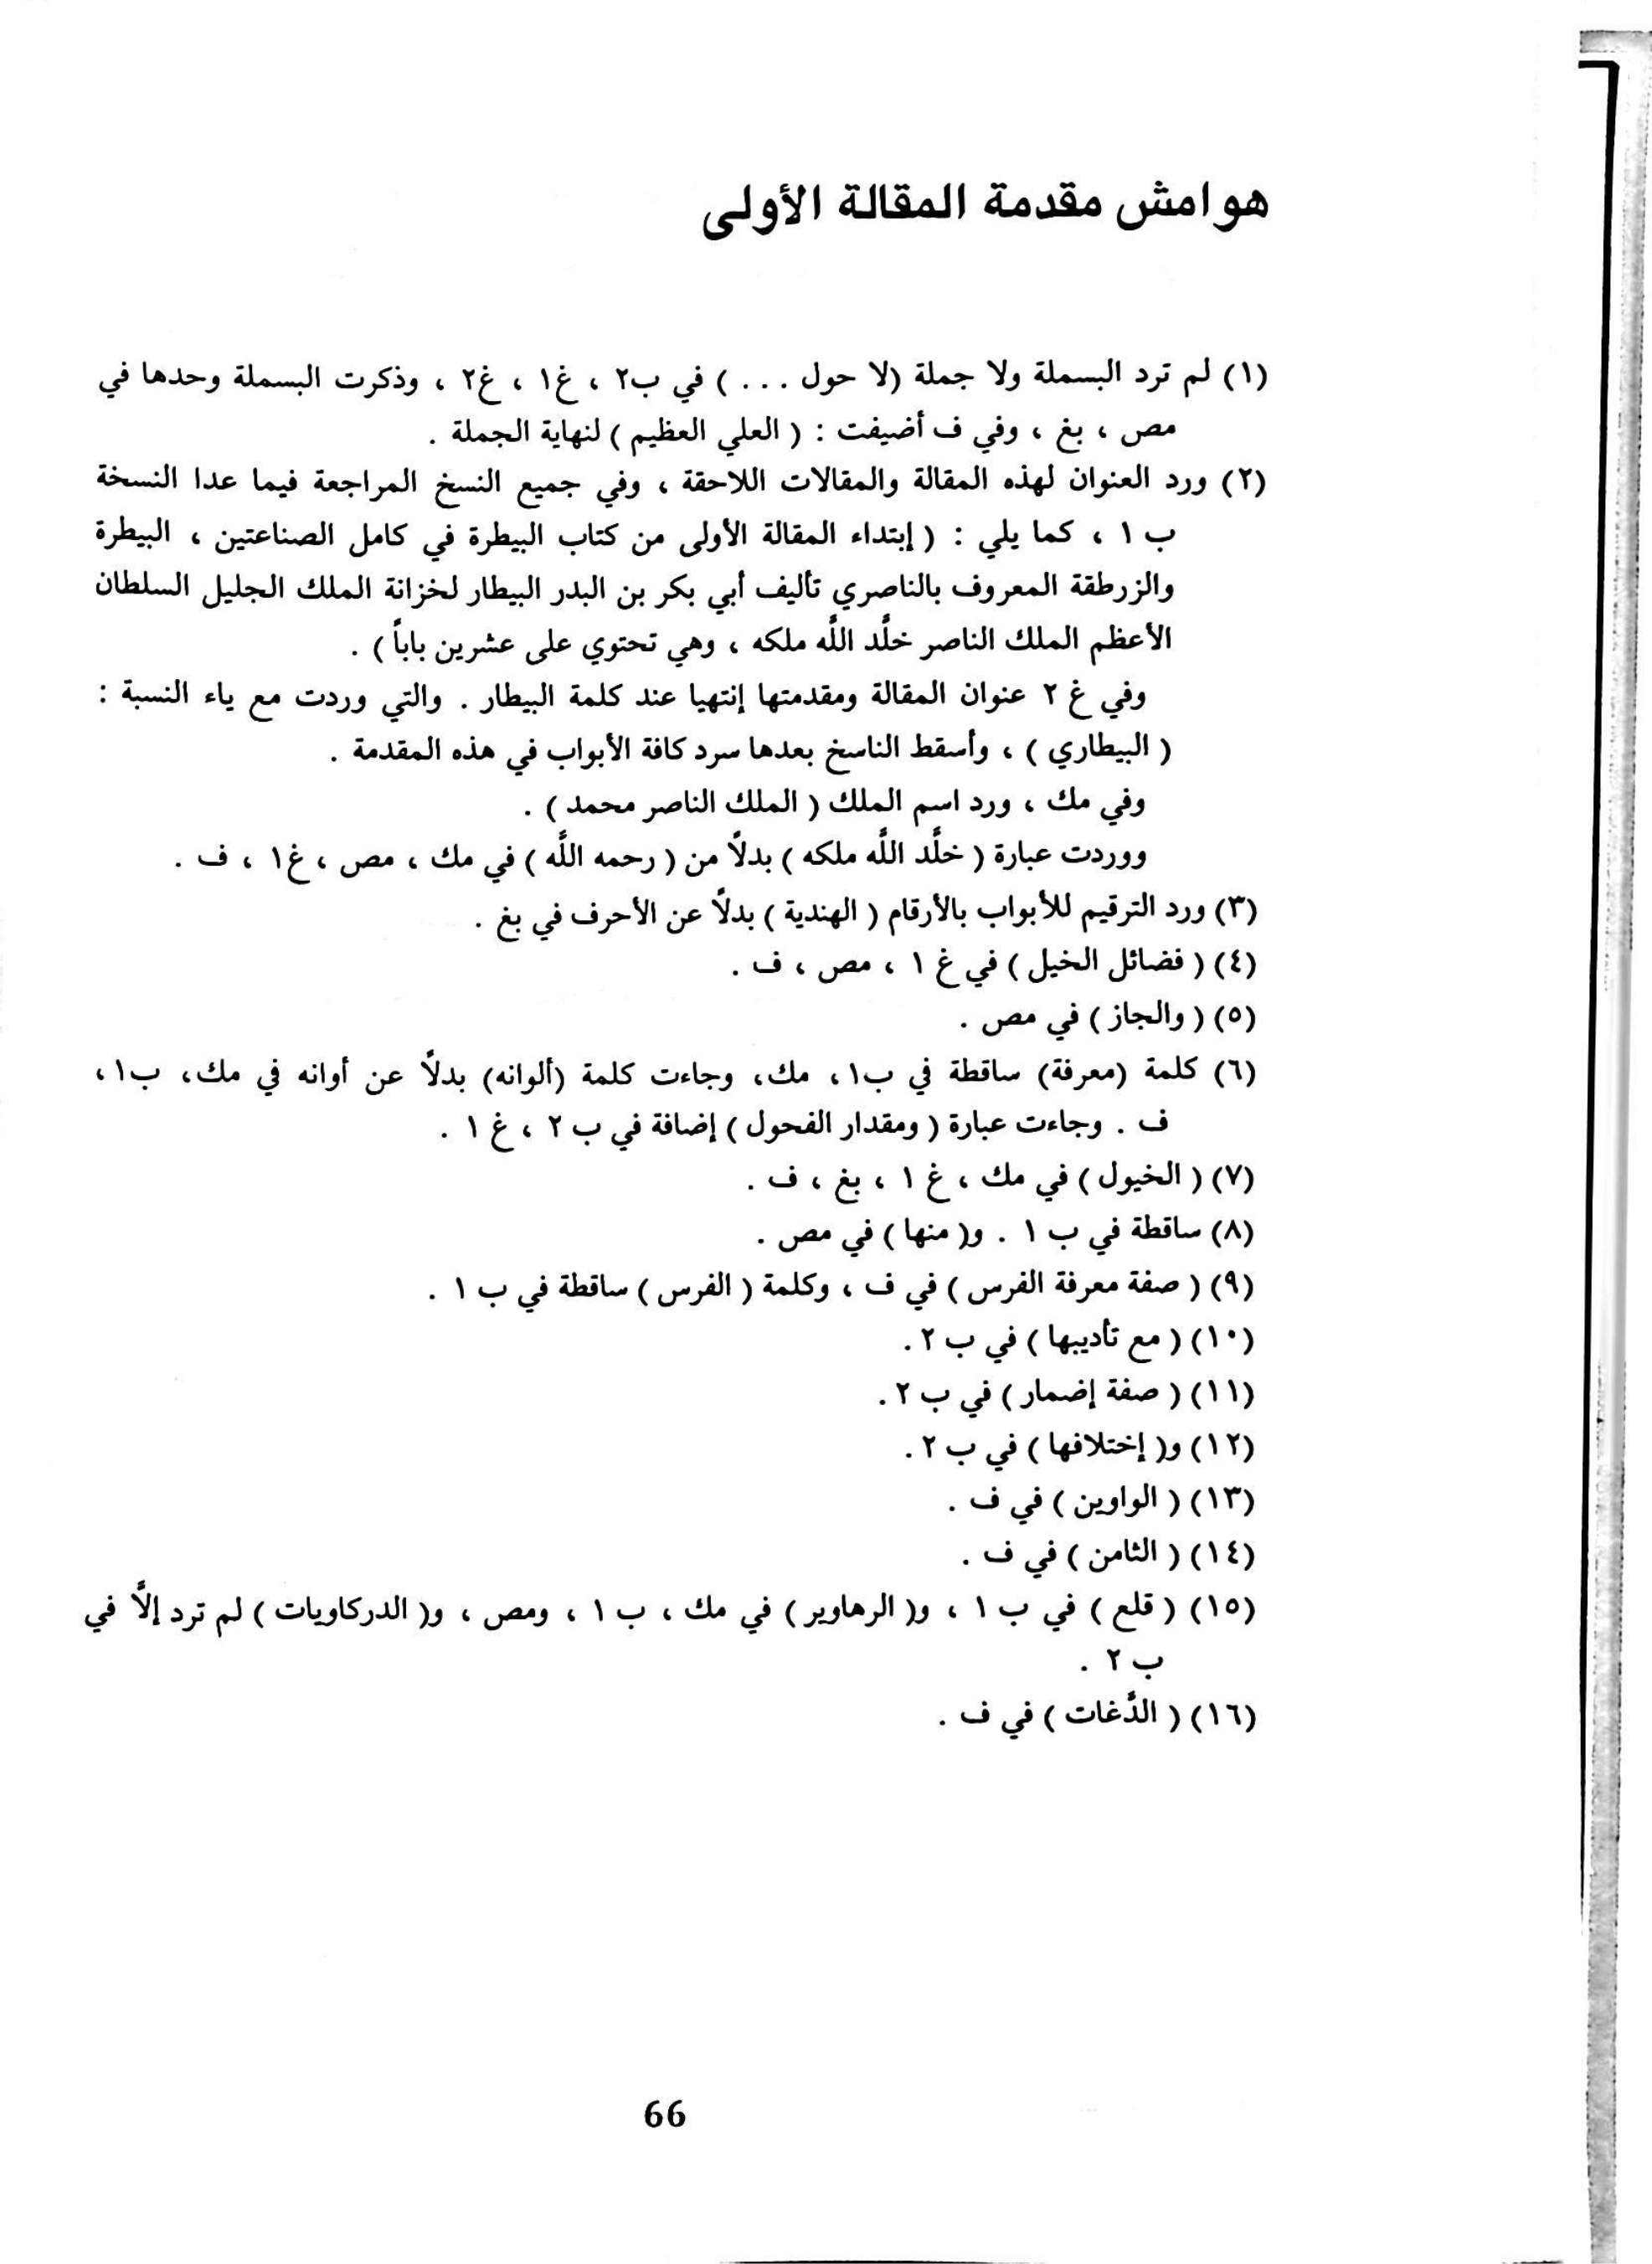 هوامش مقدمة المقالة الأولى
(١) لم ترد البسملة ولا جملة (لا حول ... ) في ب٢ ، غ١ ، غ٢ ، وذكرت البسملة وحدها في
مص ، بغ ، وفي ف أضيفت : ( العلي العظيم ) لنهاية الجملة .
(٢) ورد العنوان لهذه المقالة والمقالات اللاحقة ، وفي جميع النسخ المراجعة فيما عدا النسخة
ب ١ ، كما يلي : ( إبتداء المقالة الأولى من كتاب البيطرة في كامل الصناعتين ، البيطرة
والزرطقة المعروف بالناصري تأليف أبي بكر بن البدر البيطار لخزانة الملك الجليل السلطان
الأعظم الملك الناصر خلَّد اللَّه ملكه ، وهي تحتوي على عشرين باباً ) .
وفي غ ٢ عنوان المقالة ومقدمتها إنتهيا عند كلمة البيطار . والتي وردت مع ياء النسبة :
( البيطاري ) ، وأسقط الناسخ بعدها سرد كافة الأبواب في هذه المقدمة .
وفي مك ، ورد اسم الملك ( الملك الناصر محمد ) .
ووردت عبارة ( خلَّد اللَّه ملكه ) بدلاً من ( رحمه اللَّه ) في مك ، مص ، غ١ ، ف .
(٣) ورد الترقيم للأبواب بالأرقام ( الهندية ) بدلاً عن الأحرف في بغ .
(٤) ( فضائل الخيل ) في غ ١ ، مص ، ف .
(٥) ( والجاز ) في مص .
(٦) كلمة (معرفة) ساقطة في ب١، مك، وجاءت كلمة (ألوانه) بدلاً عن أوانه في مك، ب١،
ف . وجاءت عبارة ( ومقدار الفحول ) إضافة في ب ٢ ، غ ١ .
(٧) ( الخيول ) في مك ، غ ١ ، بغ ، ف .
(٨) ساقطة في ب ١ . و( منها ) في مص .
(٩) ( صفة معرفة الفرس ) في ف ، وكلمة ( الفرس ) ساقطة في ب ١ .
(١٠) ( مع تأديبها ) في ب ٢ .
(١١) ( صفة إضمار ) في ب ٢ .
(١٢) و( إختلافها ) في ب ٢ .
(١٣) ( الواوين ) في ف .
(١٤) ( الثامن ) في ف .
(١٥) ( قلع ) في ب ١ ، و( الرهاوير ) في مك ، ب ١ ، ومص ، و( الدركاويات ) لم ترد إلاَّ في
ب ٢ .
(١٦) ( الدَّغات ) في ف .
66